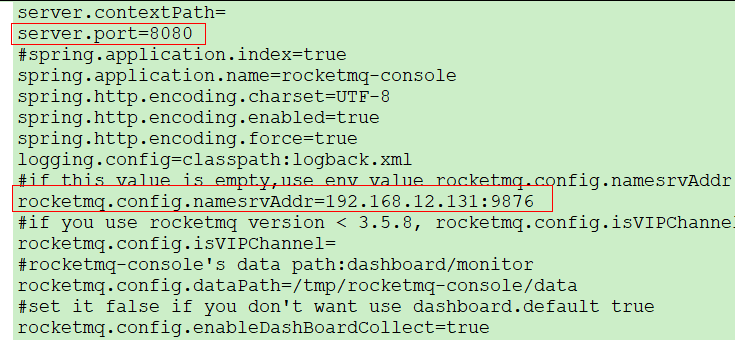 server.contextPath=
server.port=8080
#spring.application.index=true
spring.application.name=rocketmq-console
spring.http.encoding.charset=UTF-8
spring.http.encoding.enabled=true
spring.http.encoding.force=true
logging.config=classpath:logback.xml
#if this value is empty,use env value rocketmq.config.namesrvAddr
rocketmq.config.namesrvAddr=192.168.12.131:9876
#if you use rocketmq version < 3.5.8, rocketmq.config.isVIPChannel
rocketmq.config.isVIPChannel=
#rocketmq-console's data path:dashboard/monitor
rocketmq.config.dataPath=/tmp/rocketmq-console/data
#set it false if you don't want use dashboard.default true
rocketmq.config.enableDashBoardCollect=true